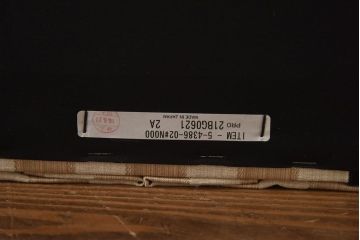 ITEM - 5-4386-02#N000
PRO 21BG0621 2A
MADE IN JAPAN